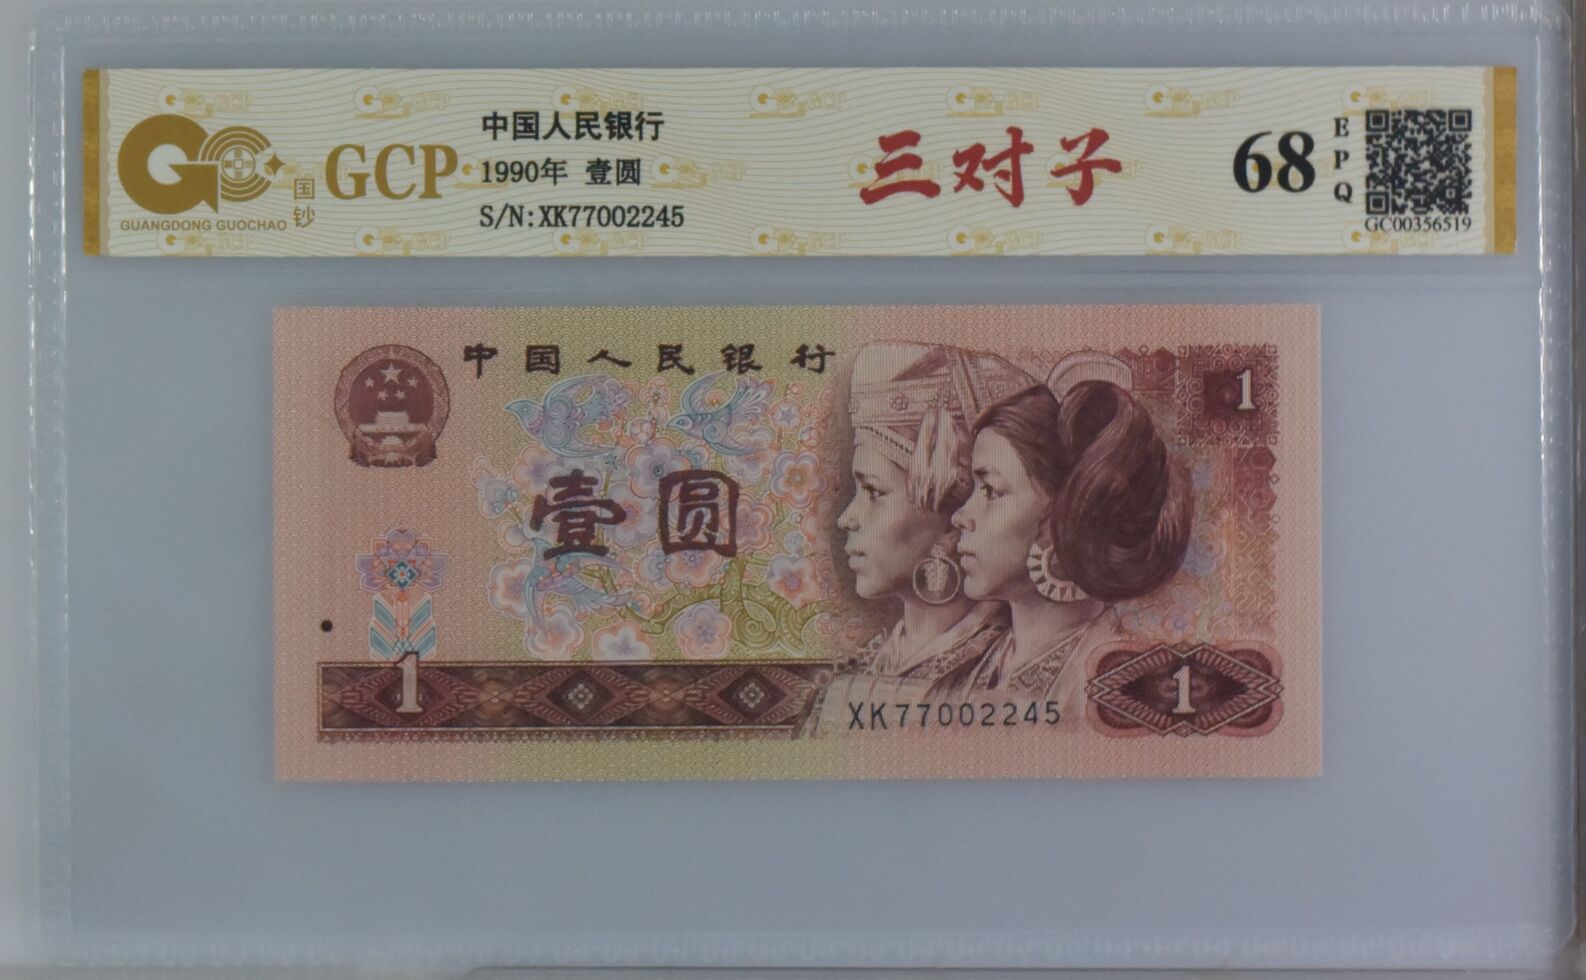 GCP
GUANGDONG GUOCHAO
国钞
中国人民银行
1990年 壹圆
S/N:XK77002245
三对子
68
EPQ
GC00356519
中国人民银行
1
壹圆
1
XK77002245
1